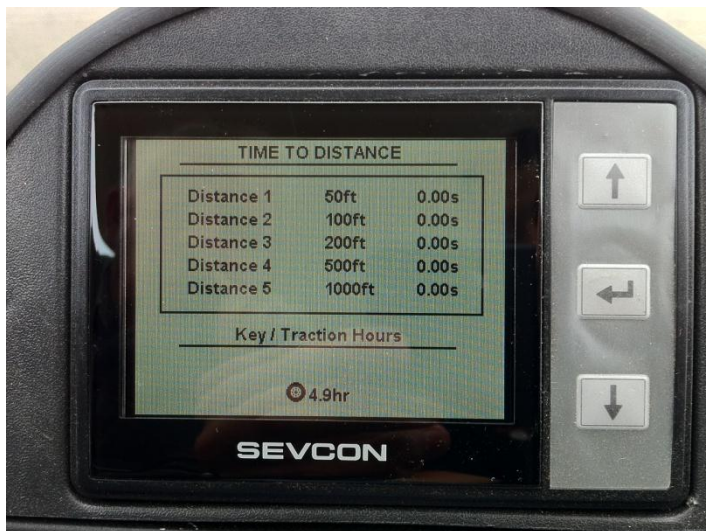 TIME TO DISTANCE
Distance 1 50ft 0.00s
Distance 2 100ft 0.00s
Distance 3 200ft 0.00s
Distance 4 500ft 0.00s
Distance 5 1000ft 0.00s
Key / Traction Hours
4.9hr
SEVCON